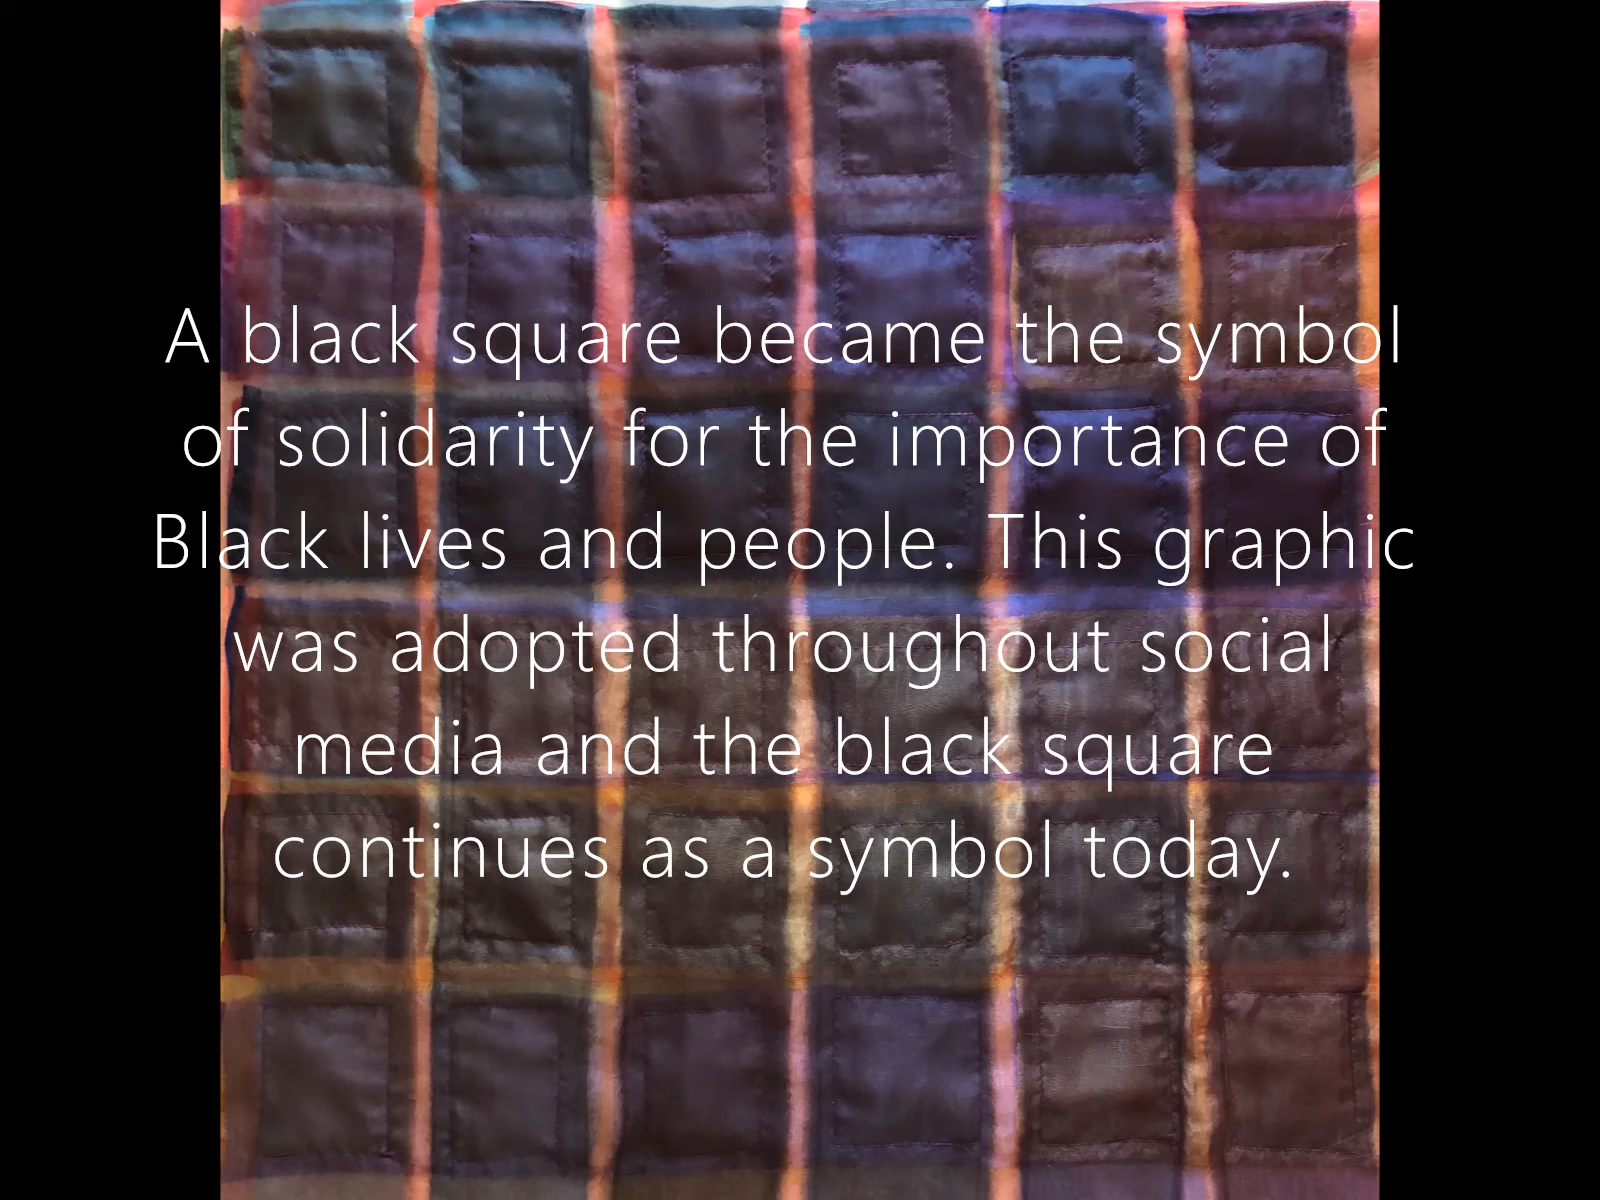 A black square became the symbol
of solidarity for the importance of
Black lives and people. This graphic
was adopted throughout social
media and the black square
continues as a symbol today.